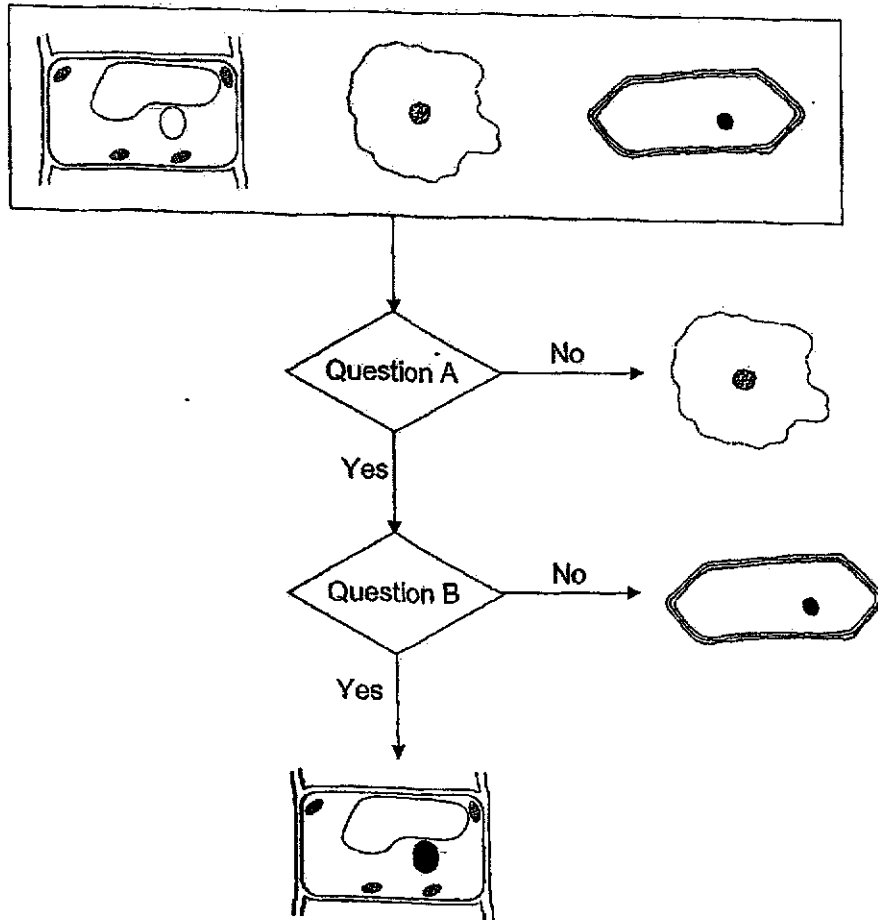 Question A
No
Yes
Question B
No
Yes